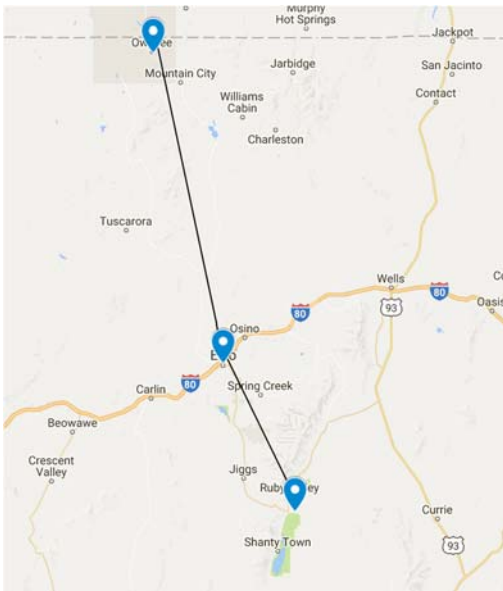 Murphy
Hot Springs
Jackpot
Jarbidge
San Jacinto
Mountain City
Williams
Cabin
Contact
Charleston
Tuscarora
Wells
80
93
Oasis
80
Osino
80
Carlin
Spring Creek
Beowawe
Crescent
Valley
Jiggs
Ruby
Currie
Shanty Town
93